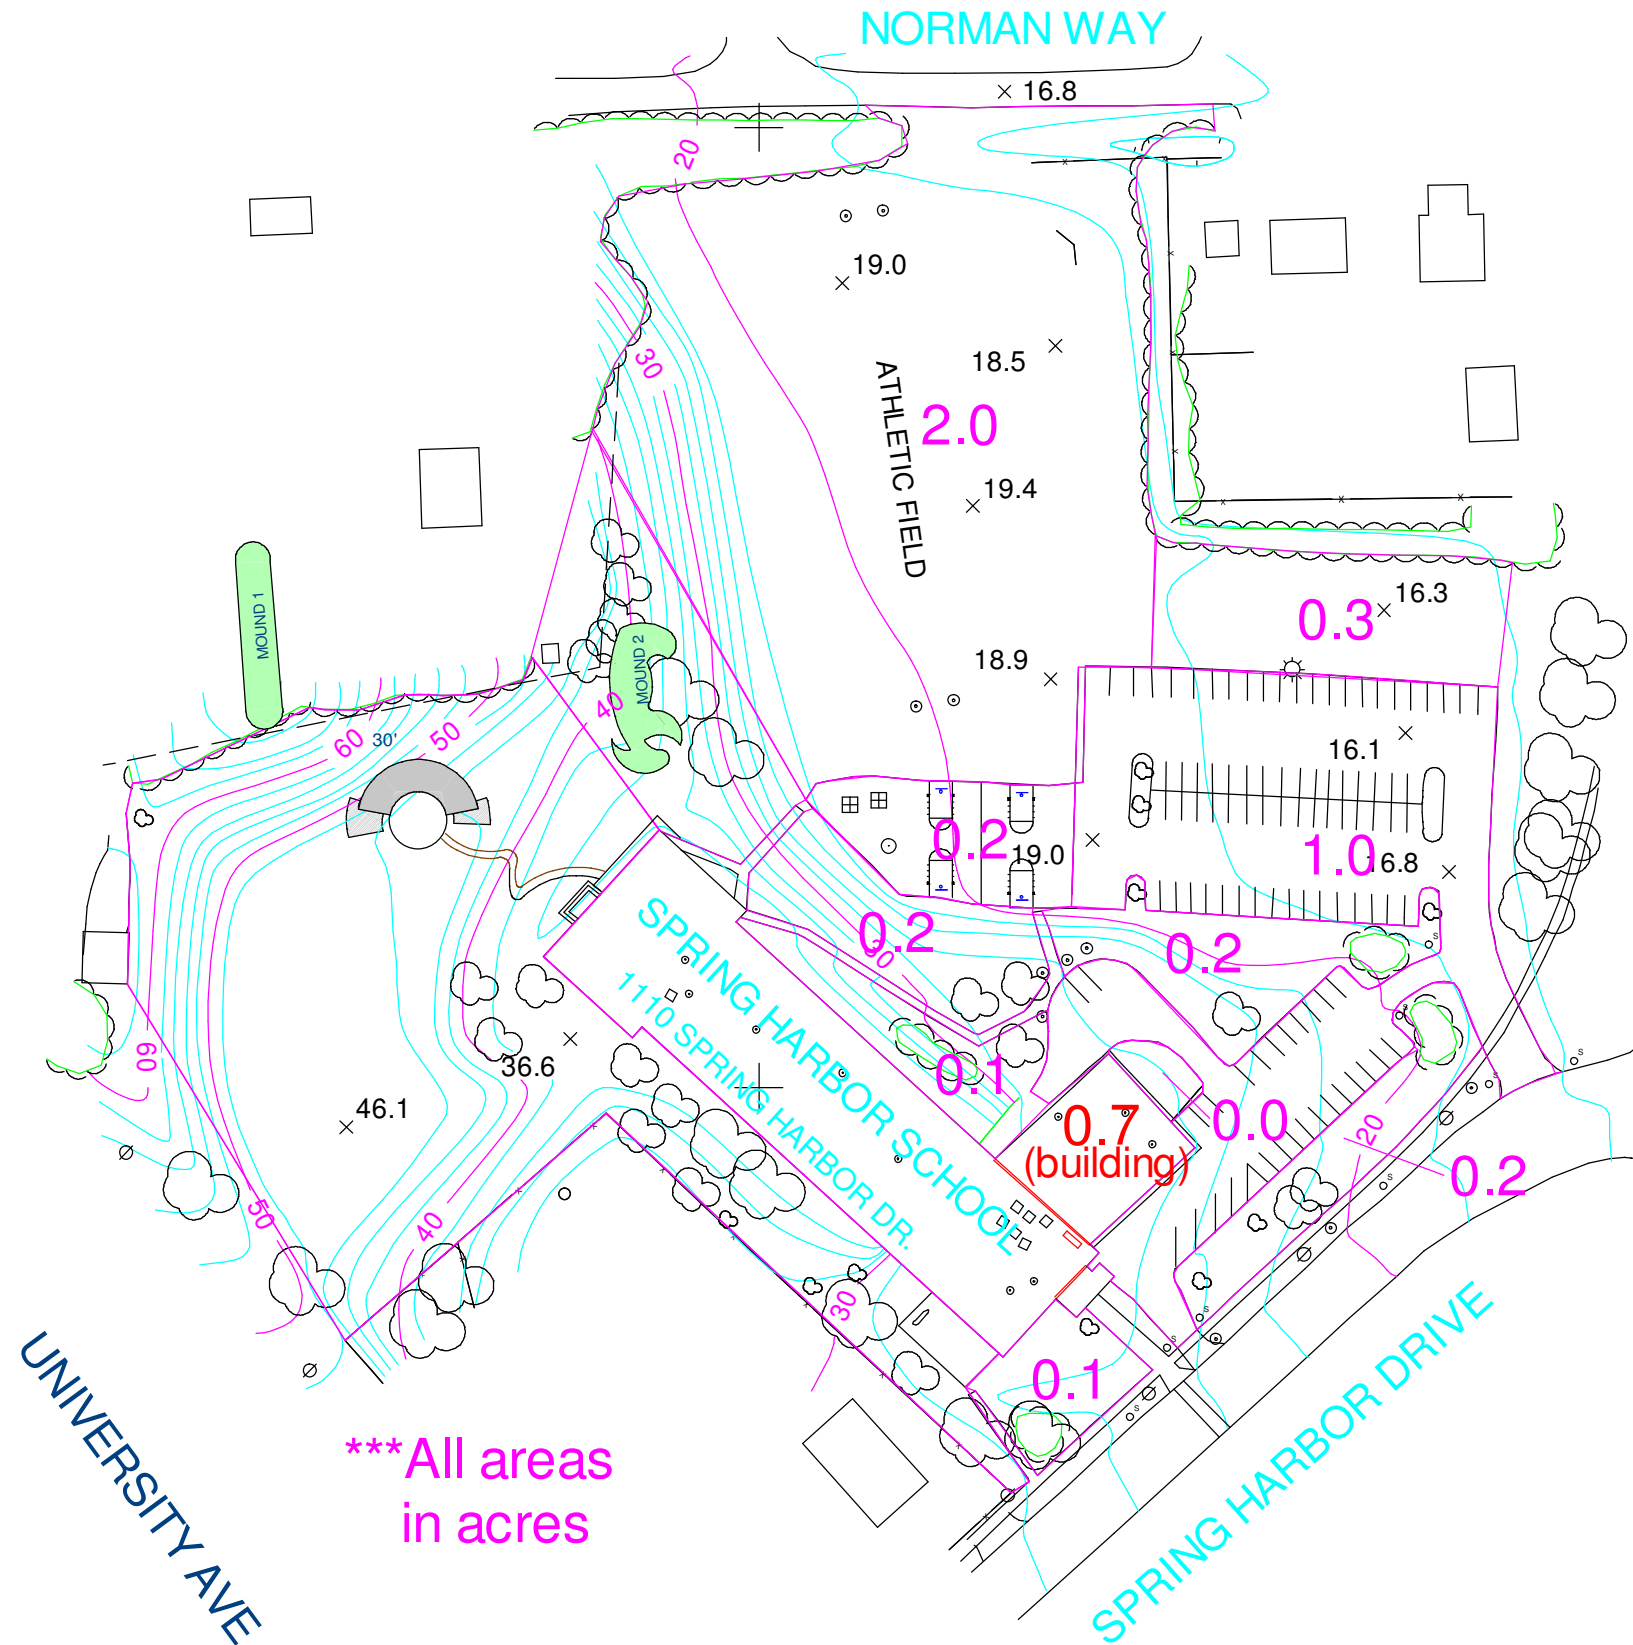 NORMAN WAY
16.8
20
19.0
30
18.5
ATHLETIC FIELD
2.0
19.4
MOUND 1
16.3
0.3
MOUND 2
18.9
40
60
30'
50
16.1
0.2
19.0
1.0
16.8
0.2
30
0.2
SPRING HARBOR SCHOOL
1110 SPRING HARBOR DR.
60
36.6
0.1
46.1
0.7
(building)
0.0
20
0.2
50
40
30
0.1
UNIVERSITY AVE
***All areas
in acres
SPRING HARBOR DRIVE
S
S
S
S
S
S
S
S
S